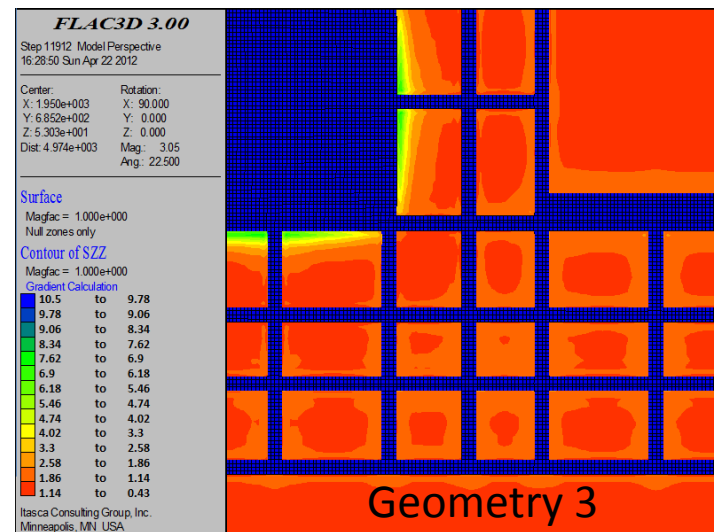 FLAC3D 3.00
Step 11912 Model Perspective
16:28:50 Sun Apr 22 2012
Center:
X: 1.950e+003
Y: 6.852e+002
Z: 5.303e+001
Dist: 4.974e+003
Rotation:
X: 90.000
Y: 0.000
Z: 0.000
Mag.: 3.05
Ang.: 22.500
Surface
Magfac = 1.000e+000
Null zones only
Contour of SZZ
Magfac = 1.000e+000
Gradient Calculation
10.5 to 9.78
9.78 to 9.06
9.06 to 8.34
8.34 to 7.62
7.62 to 6.9
6.9 to 6.18
6.18 to 5.46
5.46 to 4.74
4.74 to 4.02
4.02 to 3.3
3.3 to 2.58
2.58 to 1.86
1.86 to 1.14
1.14 to 0.43
Itasca Consulting Group, Inc.
Minneapolis, MN USA
Geometry 3